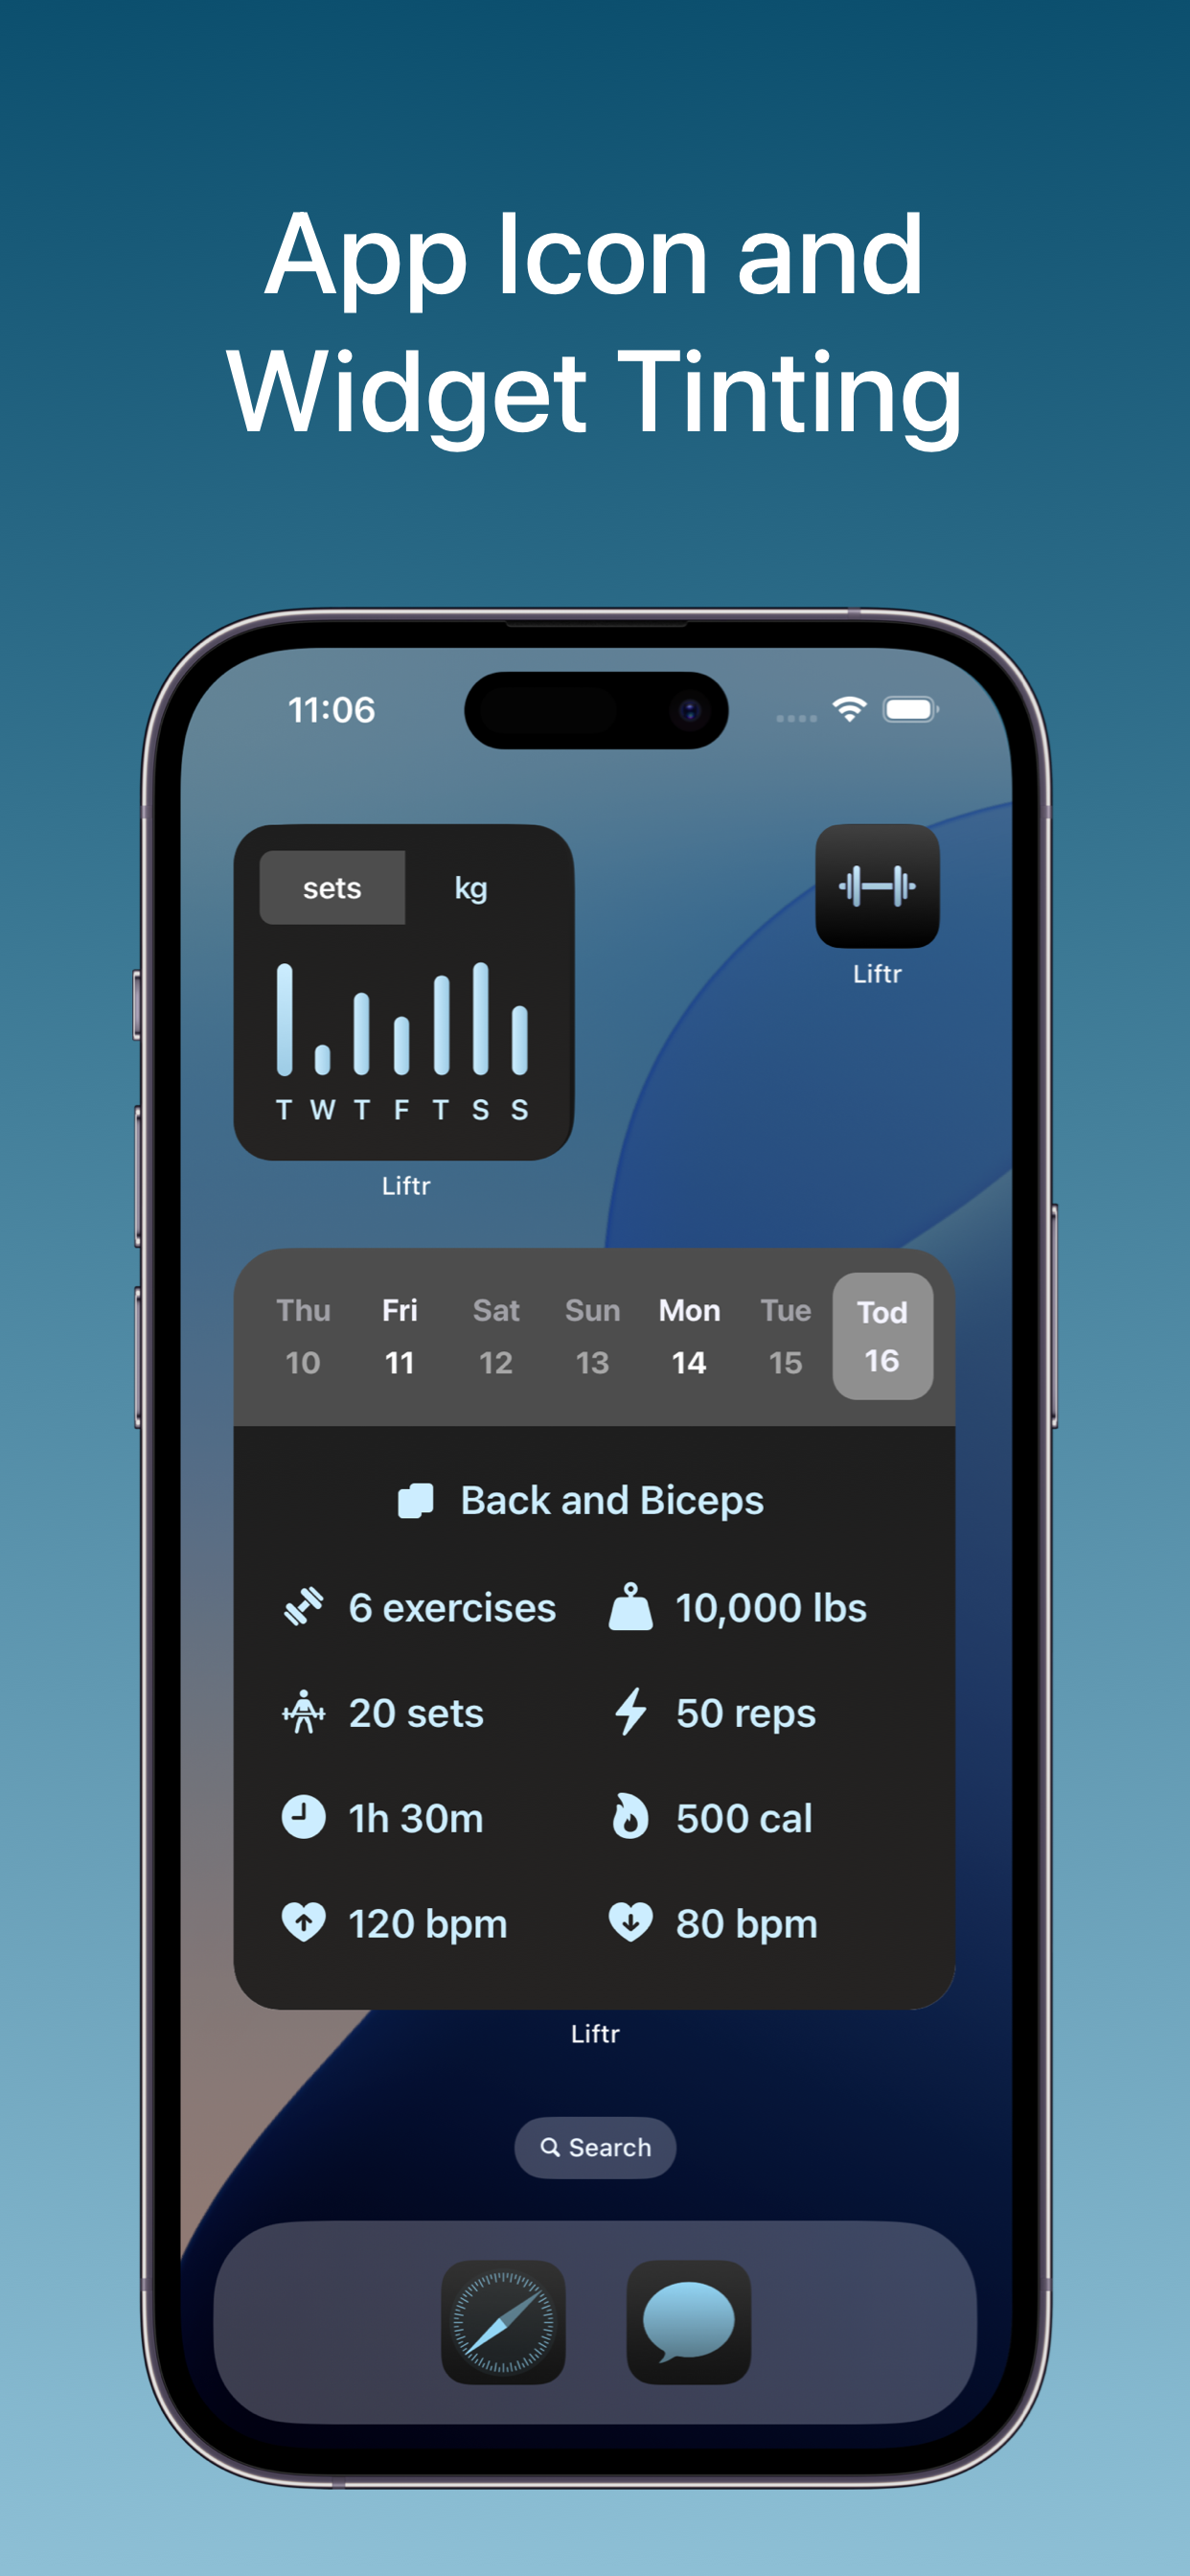 App Icon and
Widget Tinting
11:06
sets kg
T W T F T S S
Liftr
Liftr
Thu Fri Sat Sun Mon Tue Tod
10 11 12 13 14 15 16
Back and Biceps
6 exercises 10,000 lbs
20 sets 50 reps
1h 30m 500 cal
120 bpm 80 bpm
Liftr
Search